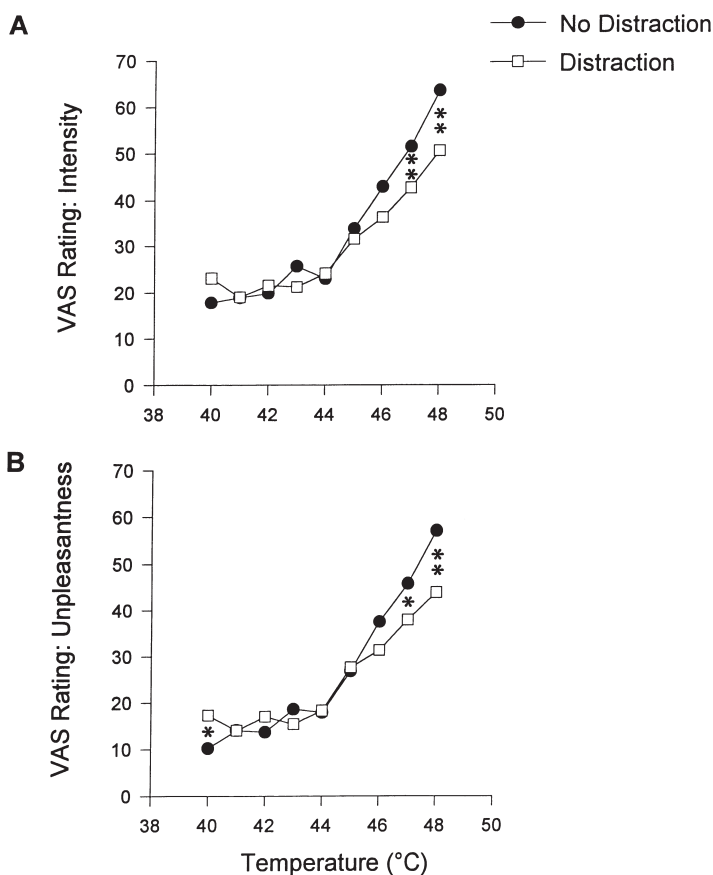 A
No Distraction
Distraction
VAS Rating: Intensity
70
60
50
40
30
20
10
0
**
**
38 40 42 44 46 48 50
B
VAS Rating: Unpleasantness
70
60
50
40
30
20
10
0
*
*
**
38 40 42 44 46 48 50
Temperature (°C)